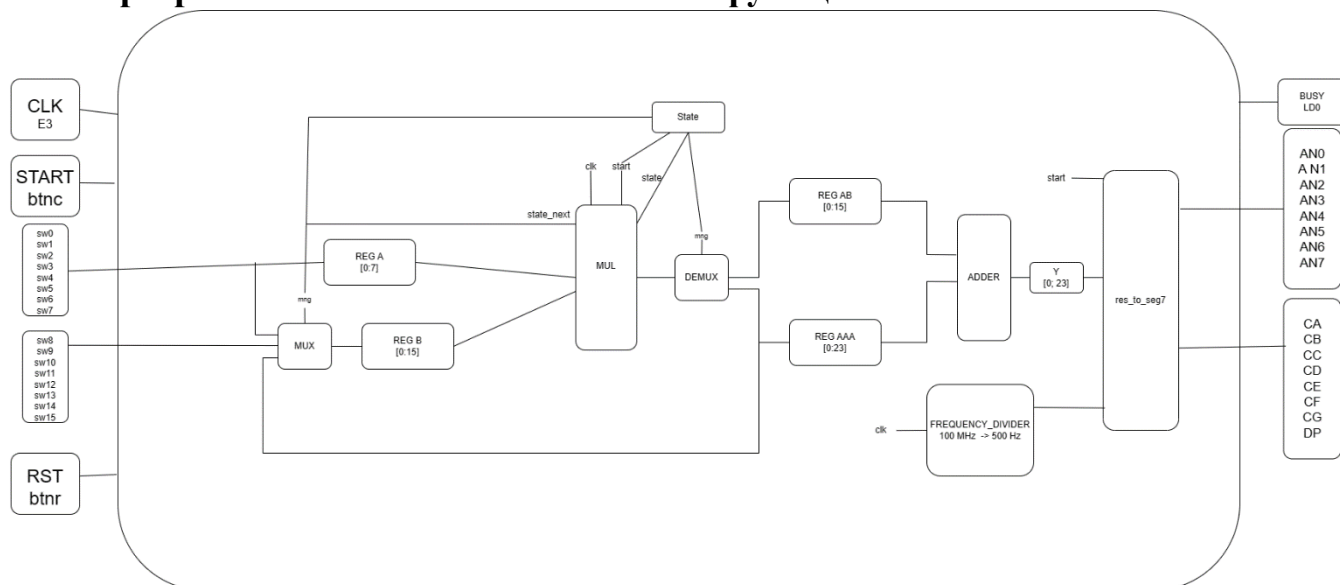 CLK
E3
START
btnc
sw0
sw1
sw2
sw3
sw4
sw5
sw6
sw7
sw8
sw9
sw10
sw11
sw12
sw13
sw14
sw15
RST
btnr
State
clk
start
state
state_next
mng
REG A
[0:7]
mng
MUX
REG B
[0:15]
MUL
DEMUX
REG AB
[0:15]
REG AAA
[0:23]
ADDER
Y
[0; 23]
start
res_to_seg7
clk
FREQUENCY_DIVIDER
100 MHz -> 500 Hz
BUSY
LD0
AN0
A N1
AN2
AN3
AN4
AN5
AN6
AN7
CA
CB
CC
CD
CE
CF
CG
DP